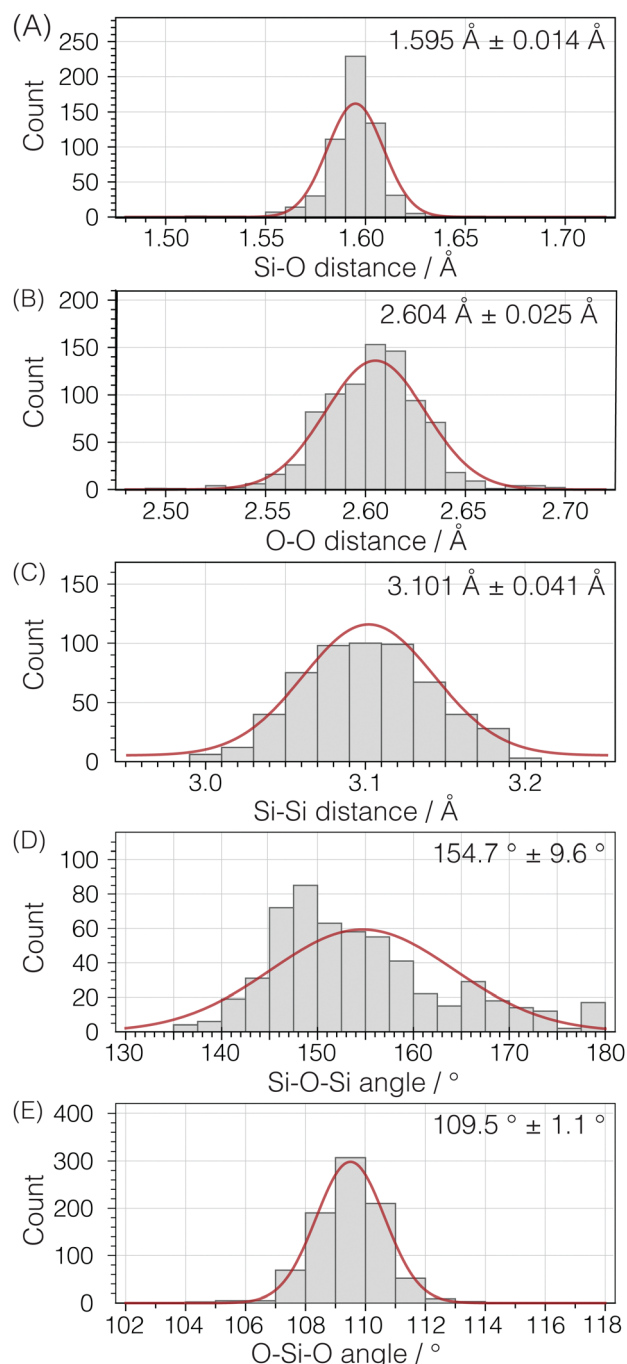 (A)
1.595 Å ± 0.014 Å
250
200
150
100
50
0
Count
1.50 1.55 1.60 1.65 1.70
Si-O distance / Å
(B)
2.604 Å ± 0.025 Å
200
150
100
50
0
Count
2.50 2.55 2.60 2.65 2.70
O-O distance / Å
(C)
3.101 Å ± 0.041 Å
150
100
50
0
Count
3.0 3.1 3.2
Si-Si distance / Å
(D)
154.7 ° ± 9.6 °
100
80
60
40
20
0
Count
130 140 150 160 170 180
Si-O-Si angle / °
(E)
109.5 ° ± 1.1 °
400
300
200
100
0
Count
102 104 106 108 110 112 114 116 118
O-Si-O angle / °